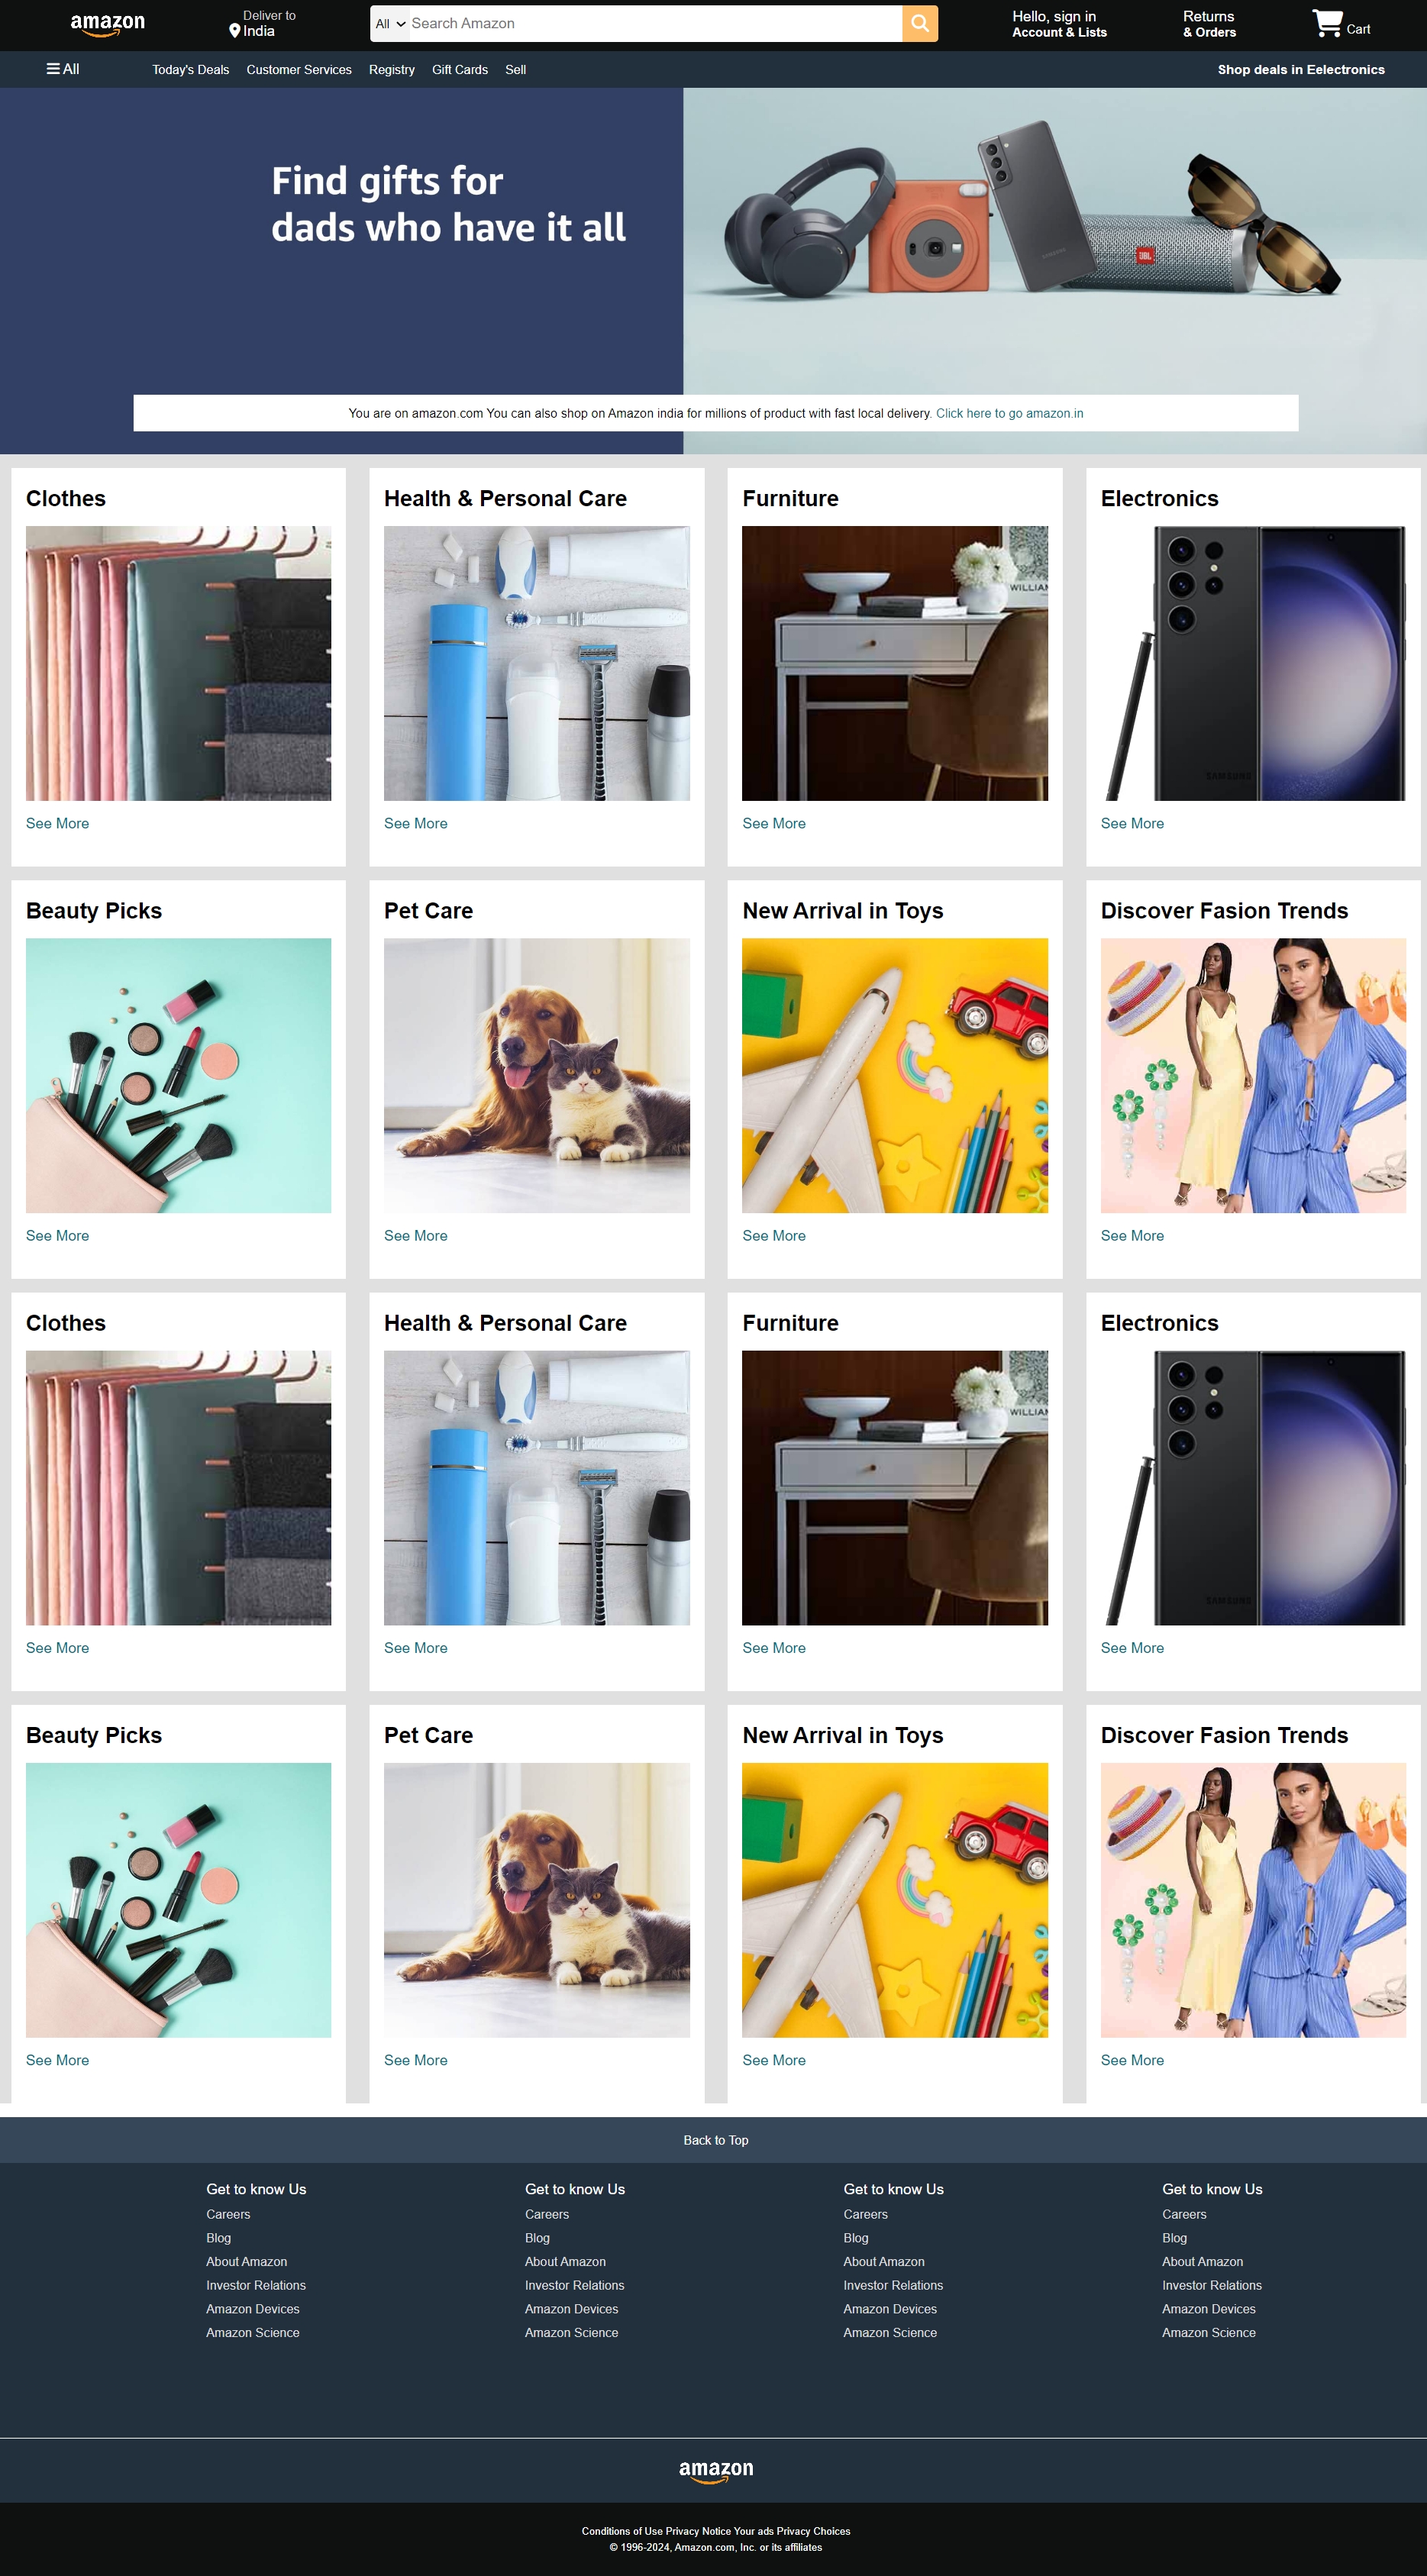 amazon
Deliver to
India
All
Search Amazon
Hello, sign in
Account & Lists
Returns
& Orders
Cart
All
Today's Deals
Customer Services
Registry
Gift Cards
Sell
Shop deals in Eelectronics
Find gifts for
dads who have it all
SAMSUNG
JBL
You are on amazon.com You can also shop on Amazon india for millions of product with fast local delivery. Click here to go amazon.in
Clothes
Health & Personal Care
Furniture
Electronics
WILLIAM
SAMSUNG
See More
See More
See More
See More
Beauty Picks
Pet Care
New Arrival in Toys
Discover Fasion Trends
See More
See More
See More
See More
Clothes
Health & Personal Care
Furniture
Electronics
WILLIAM
SAMSUNG
See More
See More
See More
See More
Beauty Picks
Pet Care
New Arrival in Toys
Discover Fasion Trends
See More
See More
See More
See More
Back to Top
Get to know Us
Careers
Blog
About Amazon
Investor Relations
Amazon Devices
Amazon Science
Get to know Us
Careers
Blog
About Amazon
Investor Relations
Amazon Devices
Amazon Science
Get to know Us
Careers
Blog
About Amazon
Investor Relations
Amazon Devices
Amazon Science
Get to know Us
Careers
Blog
About Amazon
Investor Relations
Amazon Devices
Amazon Science
amazon
Conditions of Use Privacy Notice Your ads Privacy Choices
© 1996-2024, Amazon.com, Inc. or its affiliates